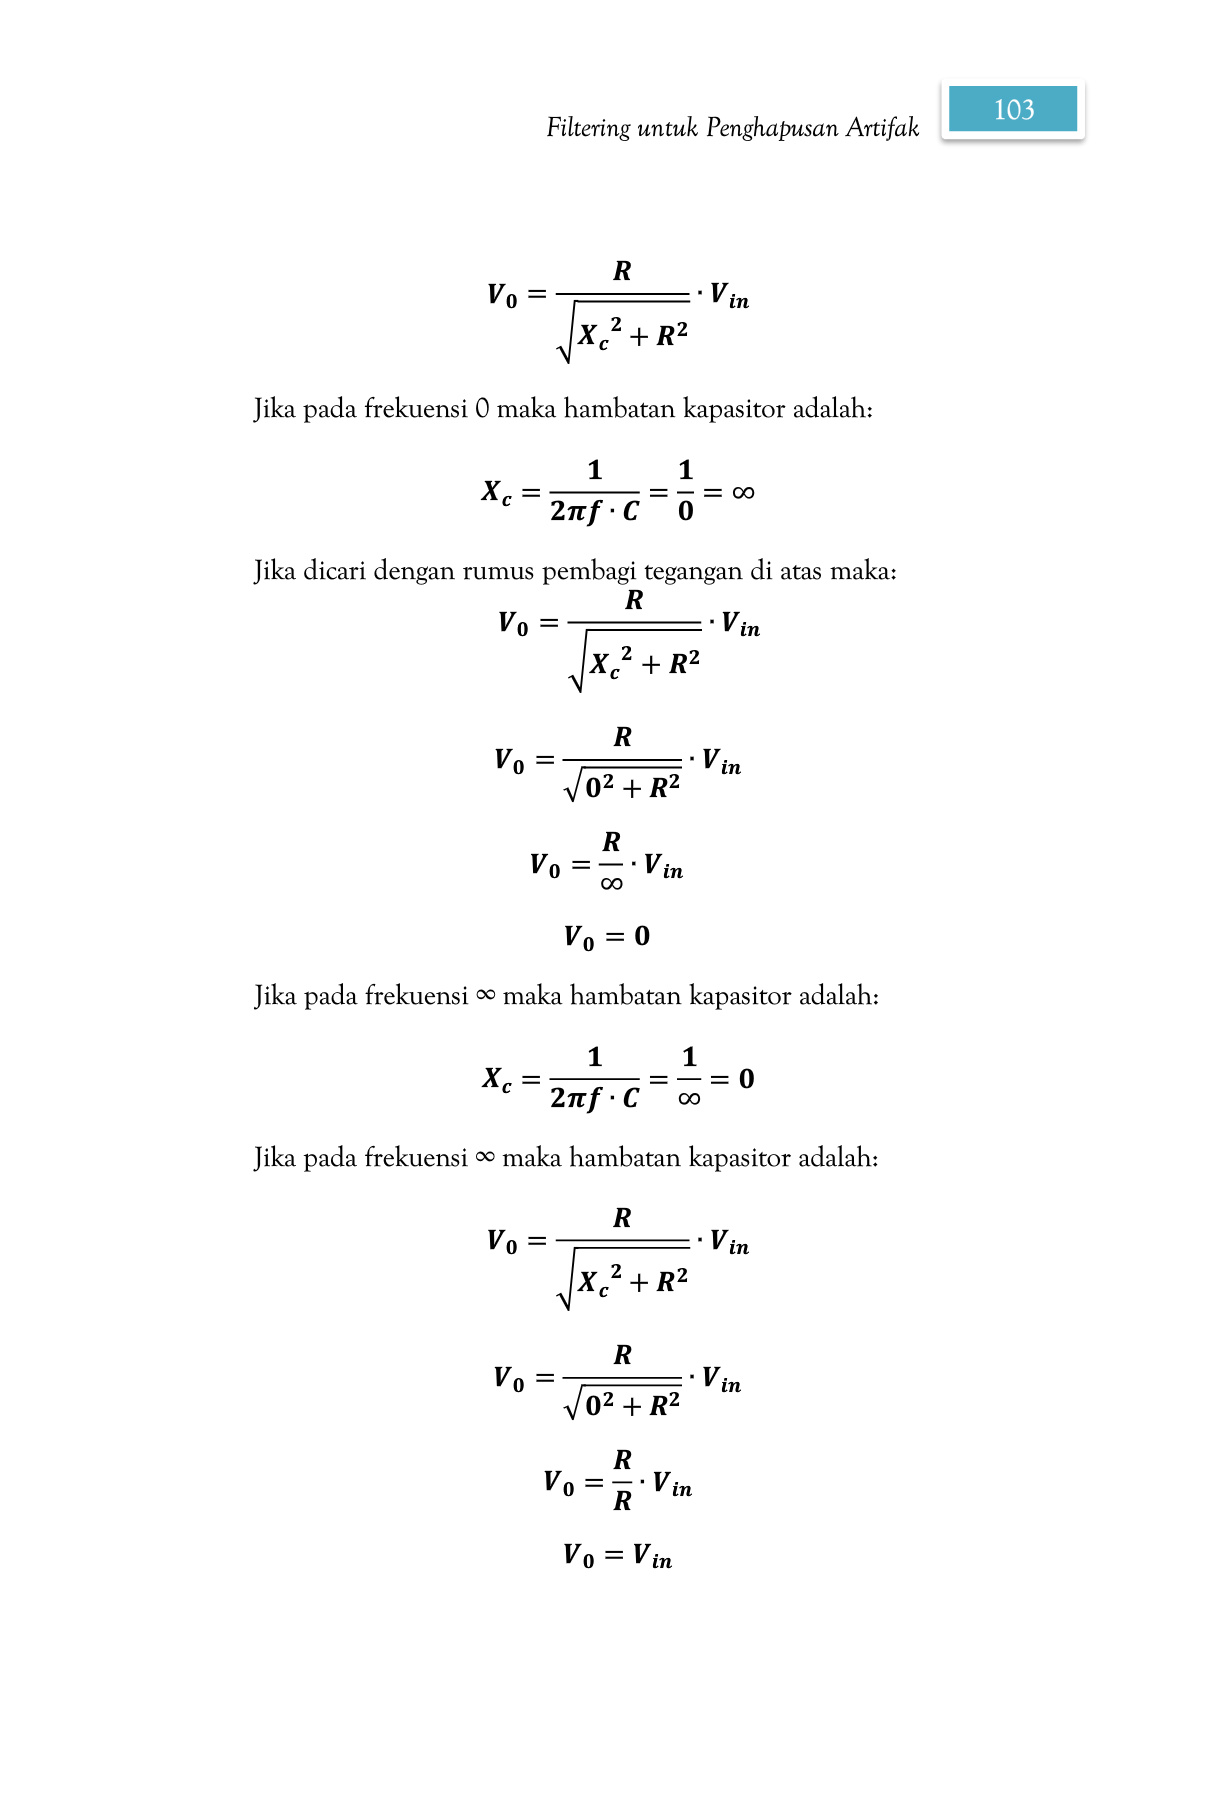 Filtering untuk Penghapusan Artifak 103
$V_0 = \frac{R}{\sqrt{X_c^2 + R^2}} \cdot V_{in}$
Jika pada frekuensi 0 maka hambatan kapasitor adalah:
$X_c = \frac{1}{2\pi f \cdot C} = \frac{1}{0} = \infty$
Jika dicari dengan rumus pembagi tegangan di atas maka:
$V_0 = \frac{R}{\sqrt{X_c^2 + R^2}} \cdot V_{in}$
$V_0 = \frac{R}{\sqrt{0^2 + R^2}} \cdot V_{in}$
$V_0 = \frac{R}{\infty} \cdot V_{in}$
$V_0 = 0$
Jika pada frekuensi ∞ maka hambatan kapasitor adalah:
$X_c = \frac{1}{2\pi f \cdot C} = \frac{1}{\infty} = 0$
Jika pada frekuensi ∞ maka hambatan kapasitor adalah:
$V_0 = \frac{R}{\sqrt{X_c^2 + R^2}} \cdot V_{in}$
$V_0 = \frac{R}{\sqrt{0^2 + R^2}} \cdot V_{in}$
$V_0 = \frac{R}{R} \cdot V_{in}$
$V_0 = V_{in}$